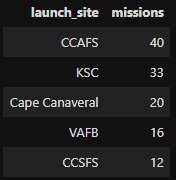 launch_site missions
CCAFS 40
KSC 33
Cape Canaveral 20
VAFB 16
CCSFS 12